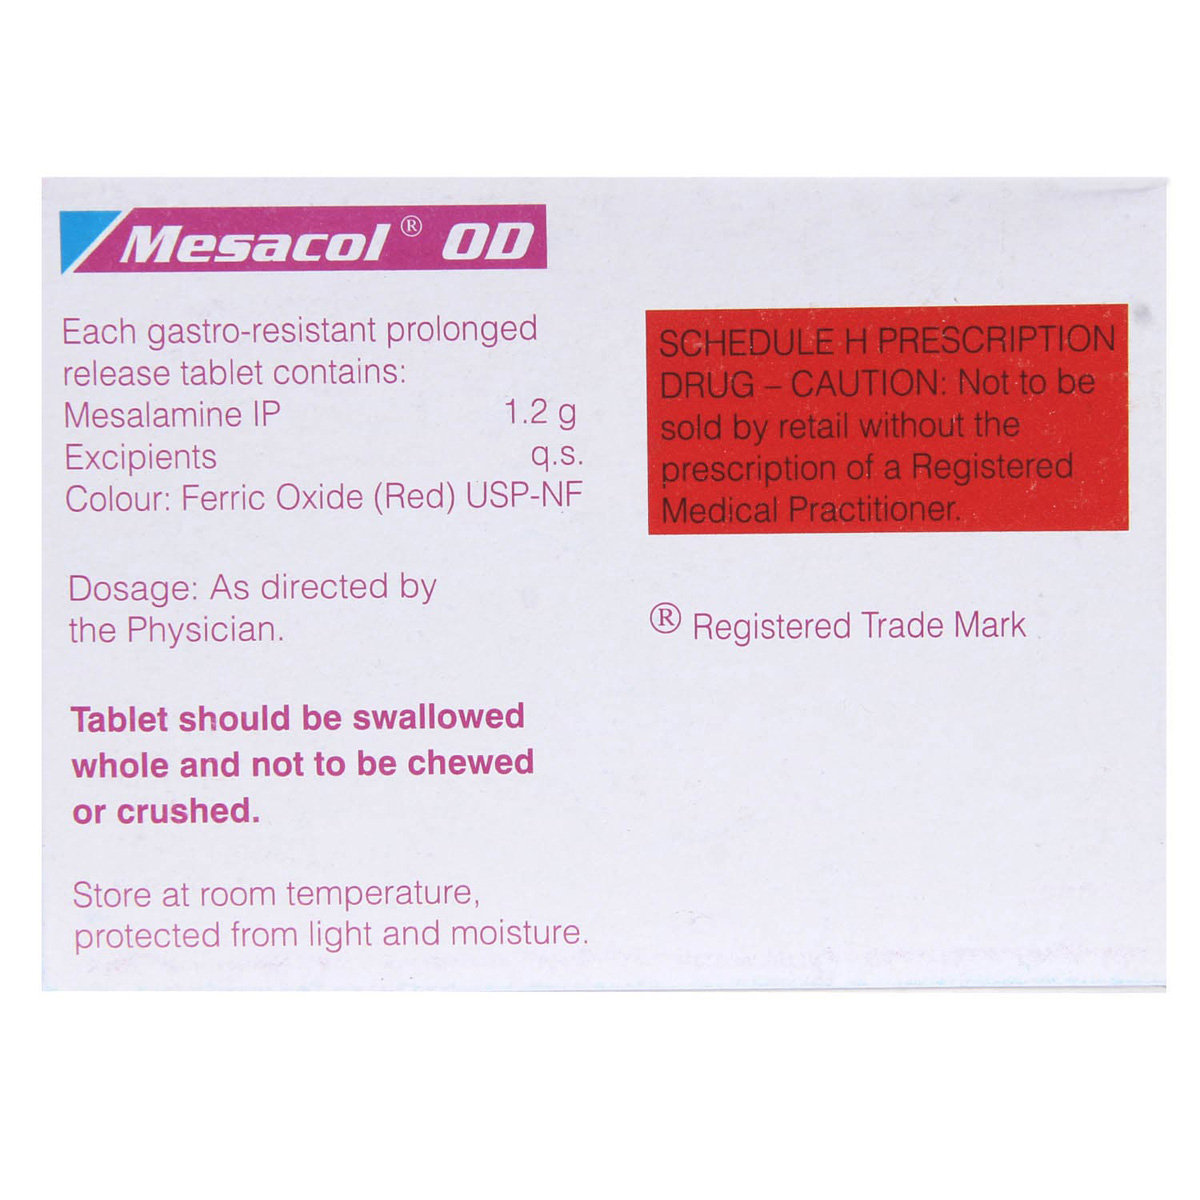 Mesacol® OD
Each gastro-resistant prolonged
release tablet contains:
Mesalamine IP 1.2 g
Excipients q.s.
Colour: Ferric Oxide (Red) USP-NF
Dosage: As directed by
the Physician.
Tablet should be swallowed
whole and not to be chewed
or crushed.
Store at room temperature,
protected from light and moisture.
SCHEDULE H PRESCRIPTION
DRUG – CAUTION: Not to be
sold by retail without the
prescription of a Registered
Medical Practitioner.
® Registered Trade Mark